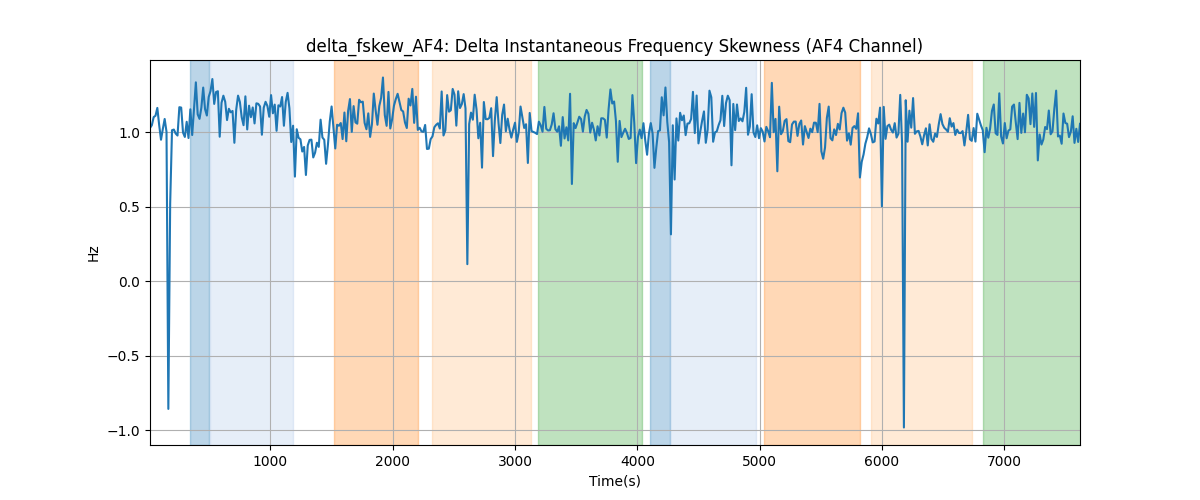 delta_fskew_AF4: Delta Instantaneous Frequency Skewness (AF4 Channel)
1.0
0.5
0.0
−0.5
−1.0
Hz
1000 2000 3000 4000 5000 6000 7000
Time(s)